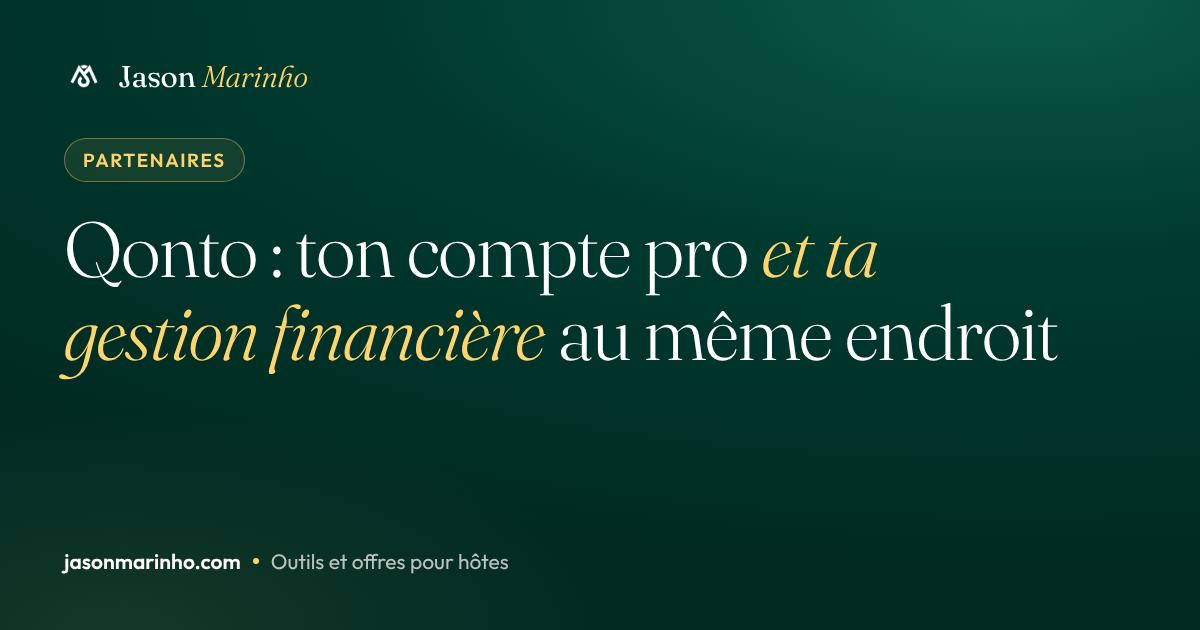 Jason Marinho
PARTENAIRES
Qonto : ton compte pro et ta
gestion financière au même endroit
jasonmarinho.com • Outils et offres pour hôtes